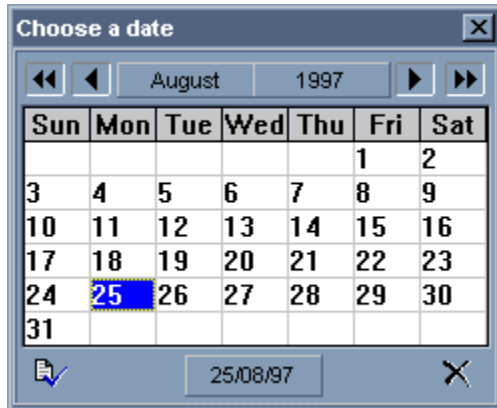 Choose a date
August 1997
Sun Mon Tue Wed Thu Fri Sat
1 2
3 4 5 6 7 8 9
10 11 12 13 14 15 16
17 18 19 20 21 22 23
24 25 26 27 28 29 30
31
25/08/97